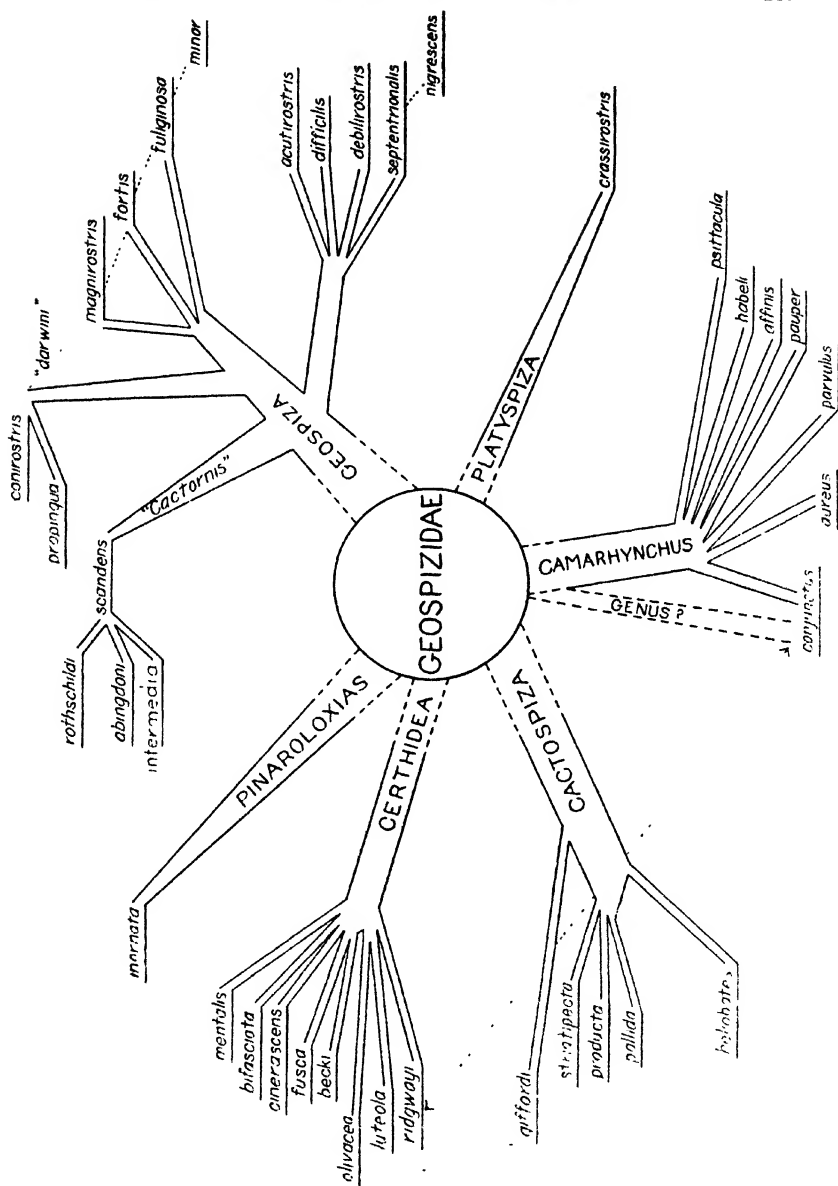 GEOSPIZIDAE
GEOSPIZA
"Cactornis"
scandens
rothschildi
abingdoni
intermedia
conirostris
propinqua
"darwini"
magnirostris
fortis
fuliginosa
minor
acutirostris
difficilis
debilirostris
septentrionalis
nigrescens
PLATYSPIZA
crassirostris
CAMARHYNCHUS
psittacula
habeli
affinis
pauper
parvulus
aureus
conjunctus
GENUS ?
CACTOSPIZA
giffordi
striatipecta
producta
pallida
CERTHIDEA
mentalis
bifasciata
cinerascens
fusca
becki
olivacea
luteola
ridgwayi
PINAROLOXIAS
inornata